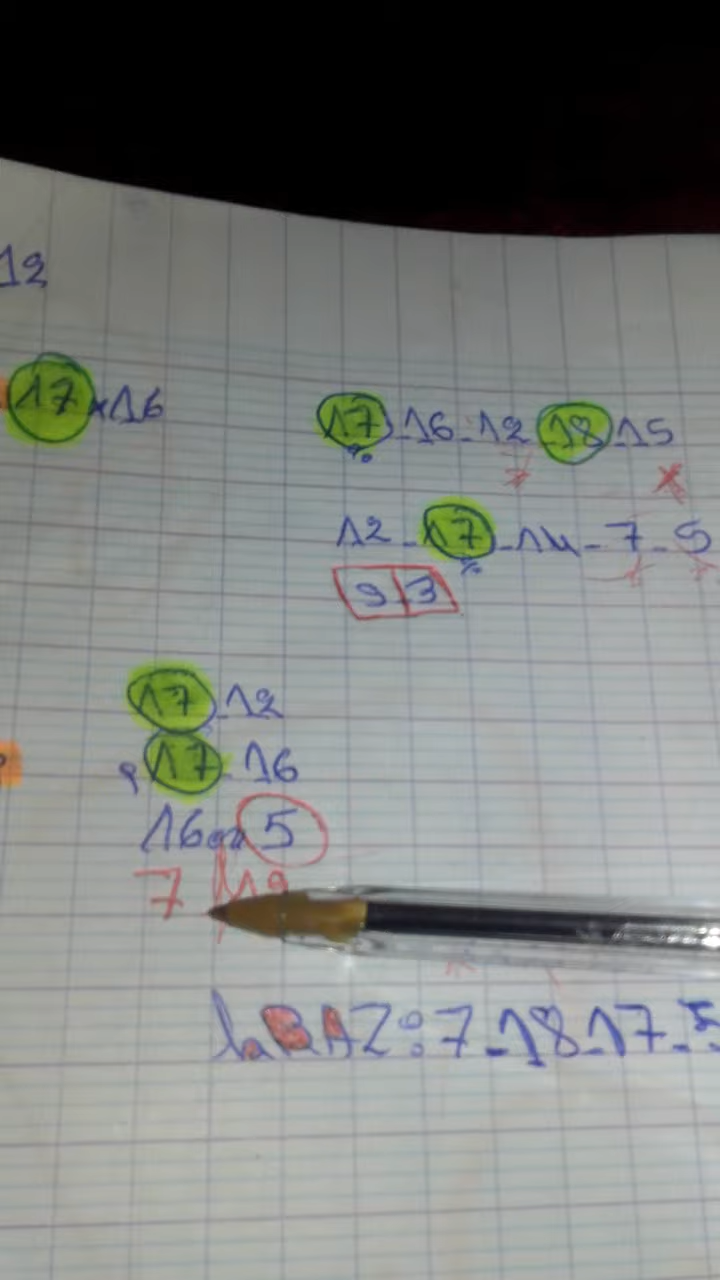 12
17 x 16
17 - 16 - 12 18 - 15
12 - 17 - 14 - 7 - 5
9 3
17 - 12
17 - 16
16 5
7
la BAZ : 7 - 18 - 17 - 5